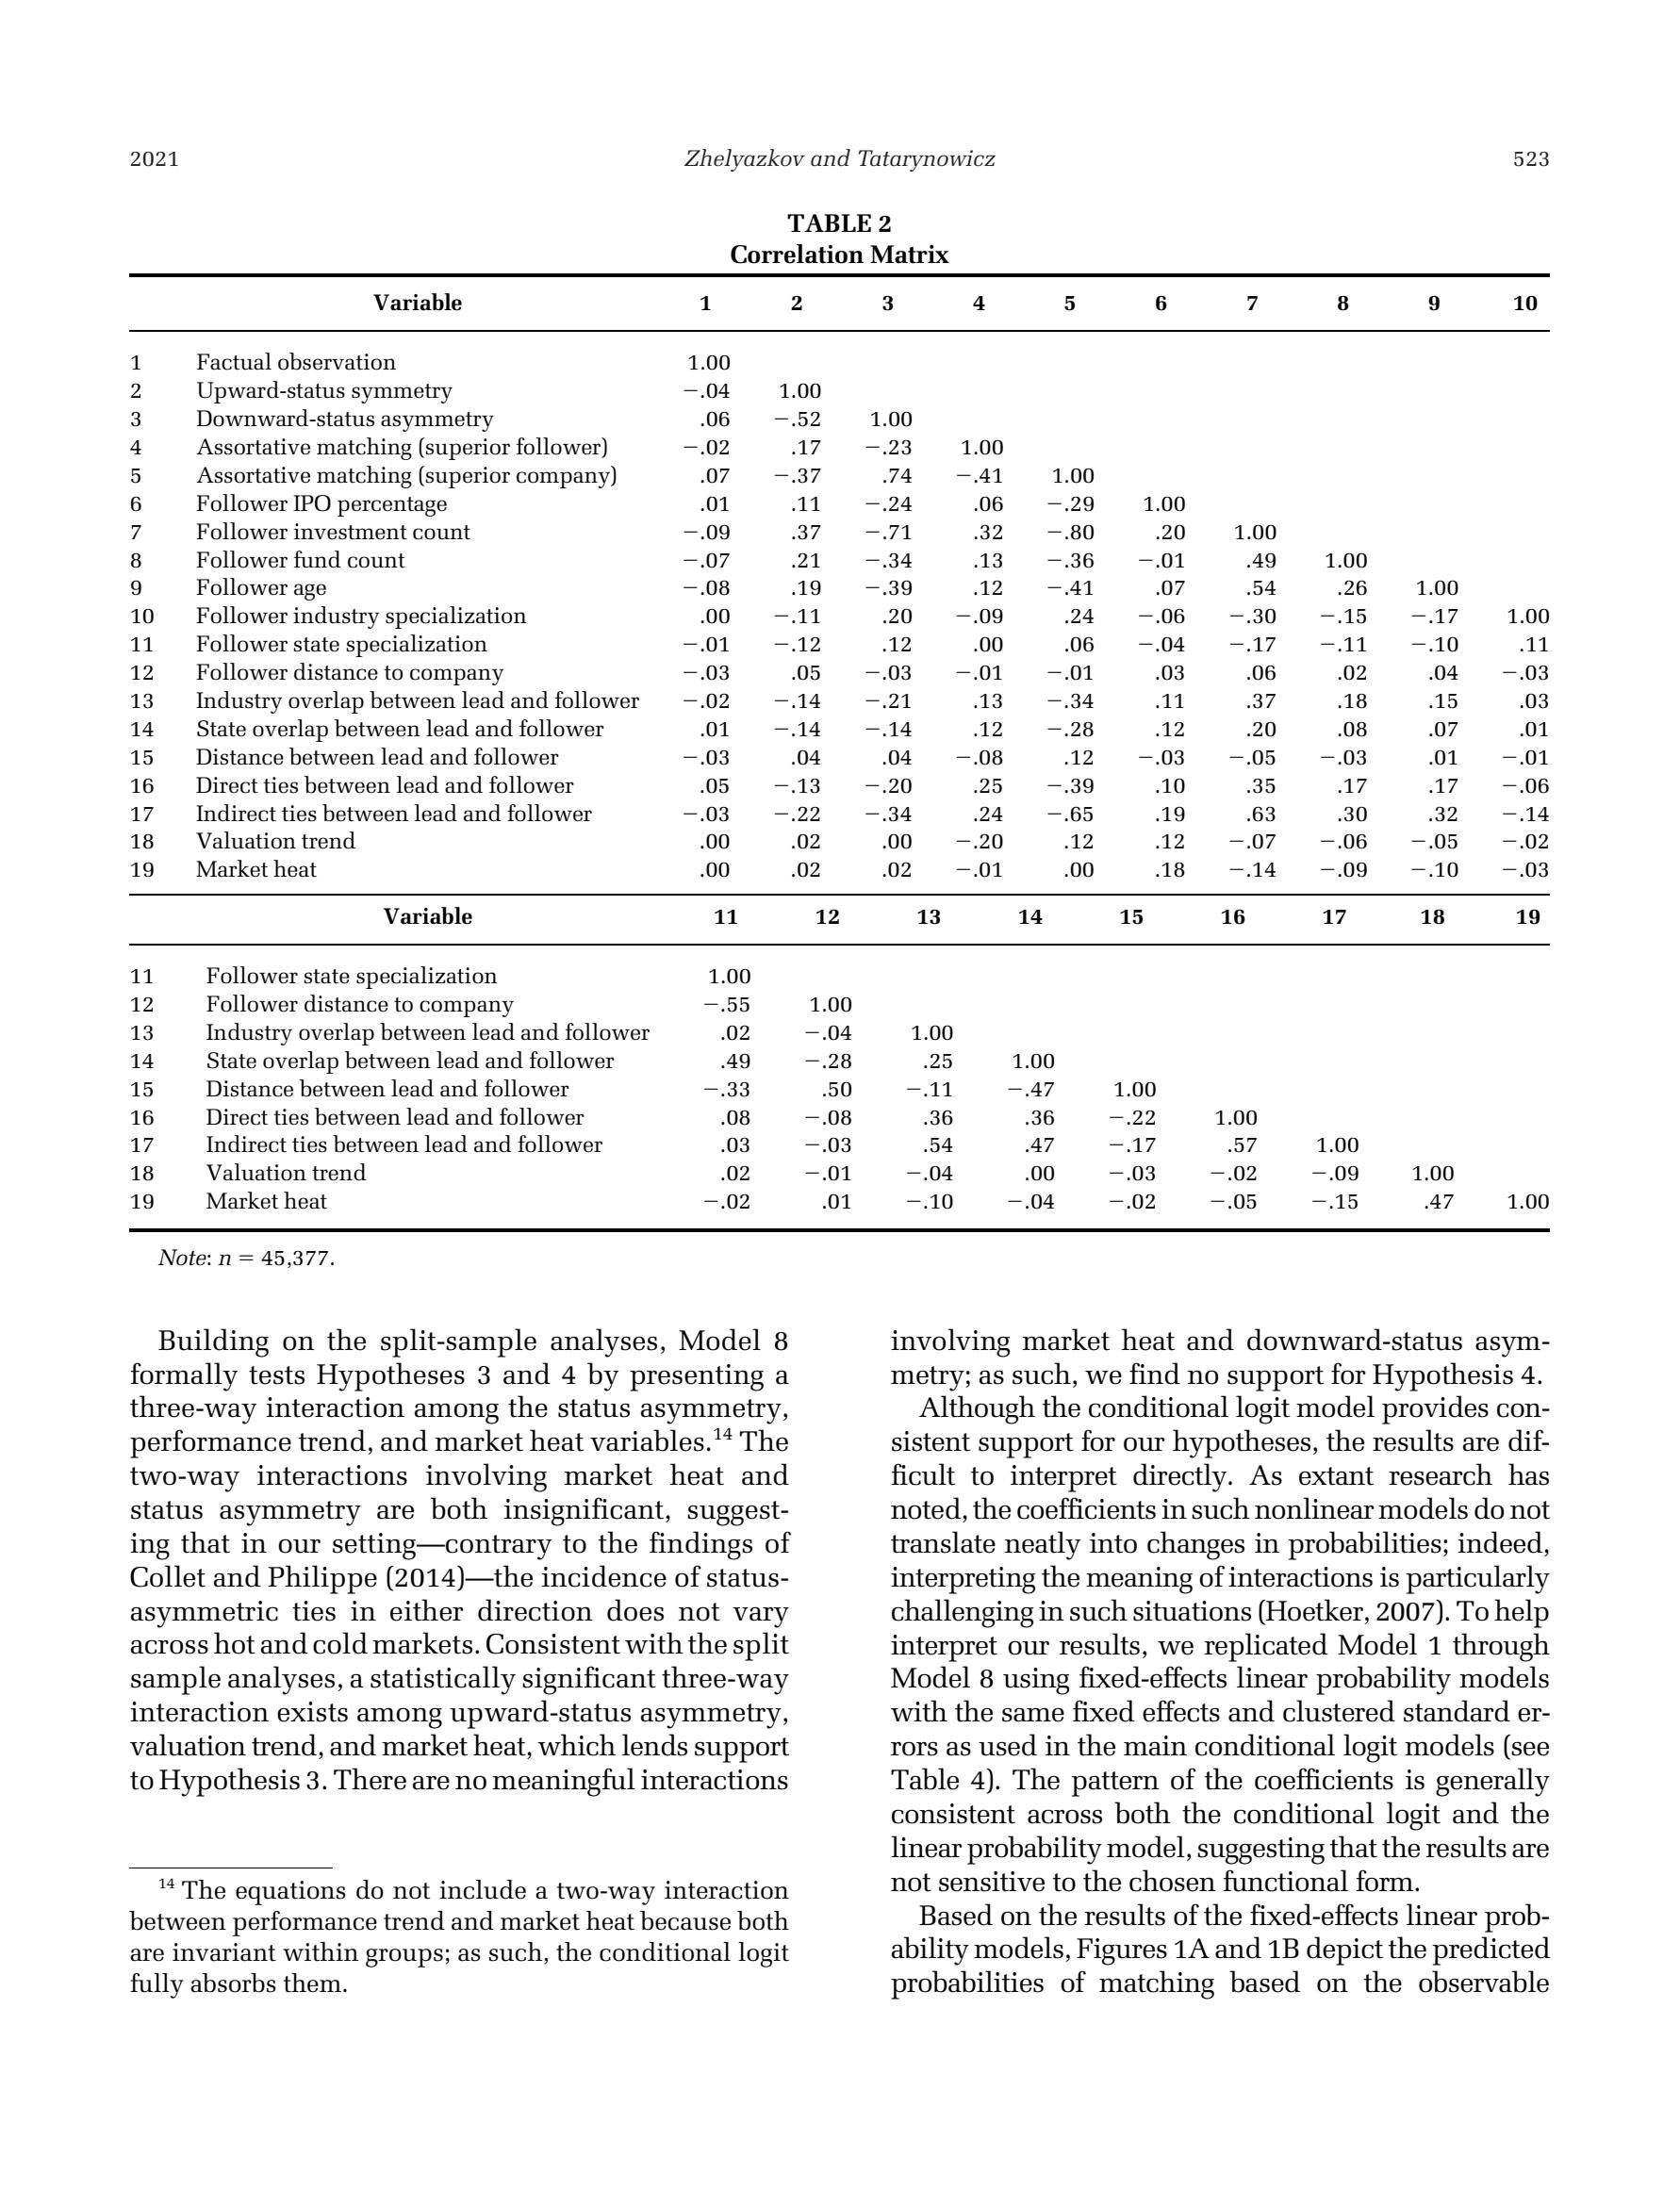 2021 Zhelyazkov and Tatarynowicz 523
TABLE 2
Correlation Matrix
Variable 1 2 3 4 5 6 7 8 9 10
1 Factual observation 1.00
2 Upward-status symmetry −.04 1.00
3 Downward-status asymmetry .06 −.52 1.00
4 Assortative matching (superior follower) −.02 .17 −.23 1.00
5 Assortative matching (superior company) .07 −.37 .74 −.41 1.00
6 Follower IPO percentage .01 .11 −.24 .06 −.29 1.00
7 Follower investment count −.09 .37 −.71 .32 −.80 .20 1.00
8 Follower fund count −.07 .21 −.34 .13 −.36 −.01 .49 1.00
9 Follower age −.08 .19 −.39 .12 −.41 .07 .54 .26 1.00
10 Follower industry specialization .00 −.11 .20 −.09 .24 −.06 −.30 −.15 −.17 1.00
11 Follower state specialization −.01 −.12 .12 .00 .06 −.04 −.17 −.11 −.10 .11
12 Follower distance to company −.03 .05 −.03 −.01 −.01 .03 .06 .02 .04 −.03
13 Industry overlap between lead and follower −.02 −.14 −.21 .13 −.34 .11 .37 .18 .15 .03
14 State overlap between lead and follower .01 −.14 −.14 .12 −.28 .12 .20 .08 .07 .01
15 Distance between lead and follower −.03 .04 .04 −.08 .12 −.03 −.05 −.03 .01 −.01
16 Direct ties between lead and follower .05 −.13 −.20 .25 −.39 .10 .35 .17 .17 −.06
17 Indirect ties between lead and follower −.03 −.22 −.34 .24 −.65 .19 .63 .30 .32 −.14
18 Valuation trend .00 .02 .00 −.20 .12 .12 −.07 −.06 −.05 −.02
19 Market heat .00 .02 .02 −.01 .00 .18 −.14 −.09 −.10 −.03
Variable 11 12 13 14 15 16 17 18 19
11 Follower state specialization 1.00
12 Follower distance to company −.55 1.00
13 Industry overlap between lead and follower .02 −.04 1.00
14 State overlap between lead and follower .49 −.28 .25 1.00
15 Distance between lead and follower −.33 .50 −.11 −.47 1.00
16 Direct ties between lead and follower .08 −.08 .36 .36 −.22 1.00
17 Indirect ties between lead and follower .03 −.03 .54 .47 −.17 .57 1.00
18 Valuation trend .02 −.01 −.04 .00 −.03 −.02 −.09 1.00
19 Market heat −.02 .01 −.10 −.04 −.02 −.05 −.15 .47 1.00
Note: n = 45,377.
Building on the split-sample analyses, Model 8
formally tests Hypotheses 3 and 4 by presenting a
three-way interaction among the status asymmetry,
performance trend, and market heat variables.14 The
two-way interactions involving market heat and
status asymmetry are both insignificant, suggest-
ing that in our setting—contrary to the findings of
Collet and Philippe (2014)—the incidence of status-
asymmetric ties in either direction does not vary
across hot and cold markets. Consistent with the split
sample analyses, a statistically significant three-way
interaction exists among upward-status asymmetry,
valuation trend, and market heat, which lends support
to Hypothesis 3. There are no meaningful interactions
14 The equations do not include a two-way interaction
between performance trend and market heat because both
are invariant within groups; as such, the conditional logit
fully absorbs them.
involving market heat and downward-status asym-
metry; as such, we find no support for Hypothesis 4.
Although the conditional logit model provides con-
sistent support for our hypotheses, the results are dif-
ficult to interpret directly. As extant research has
noted, the coefficients in such nonlinear models do not
translate neatly into changes in probabilities; indeed,
interpreting the meaning of interactions is particularly
challenging in such situations (Hoetker, 2007). To help
interpret our results, we replicated Model 1 through
Model 8 using fixed-effects linear probability models
with the same fixed effects and clustered standard er-
rors as used in the main conditional logit models (see
Table 4). The pattern of the coefficients is generally
consistent across both the conditional logit and the
linear probability model, suggesting that the results are
not sensitive to the chosen functional form.
Based on the results of the fixed-effects linear prob-
ability models, Figures 1A and 1B depict the predicted
probabilities of matching based on the observable